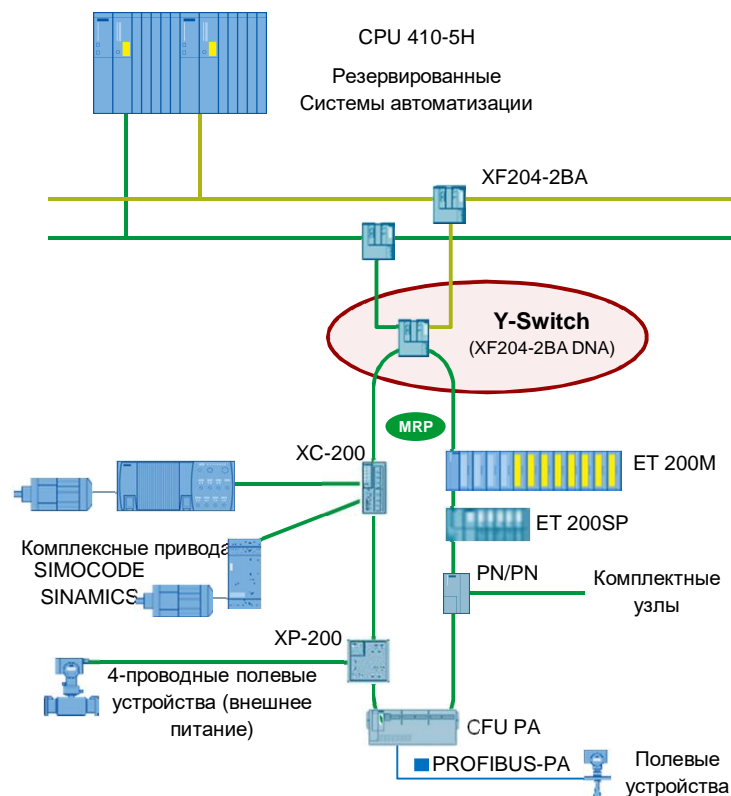 CPU 410-5H
Резервированные
Системы автоматизации
XF204-2BA
Y-Switch
(XF204-2BA DNA)
MRP
XC-200
ET 200M
ET 200SP
Комплексные привода
SIMOCODE
SINAMICS
PN/PN
Комплектные
узлы
XP-200
4-проводные полевые
устройства (внешнее
питание)
CFU PA
PROFIBUS-PA
Полевые
устройства